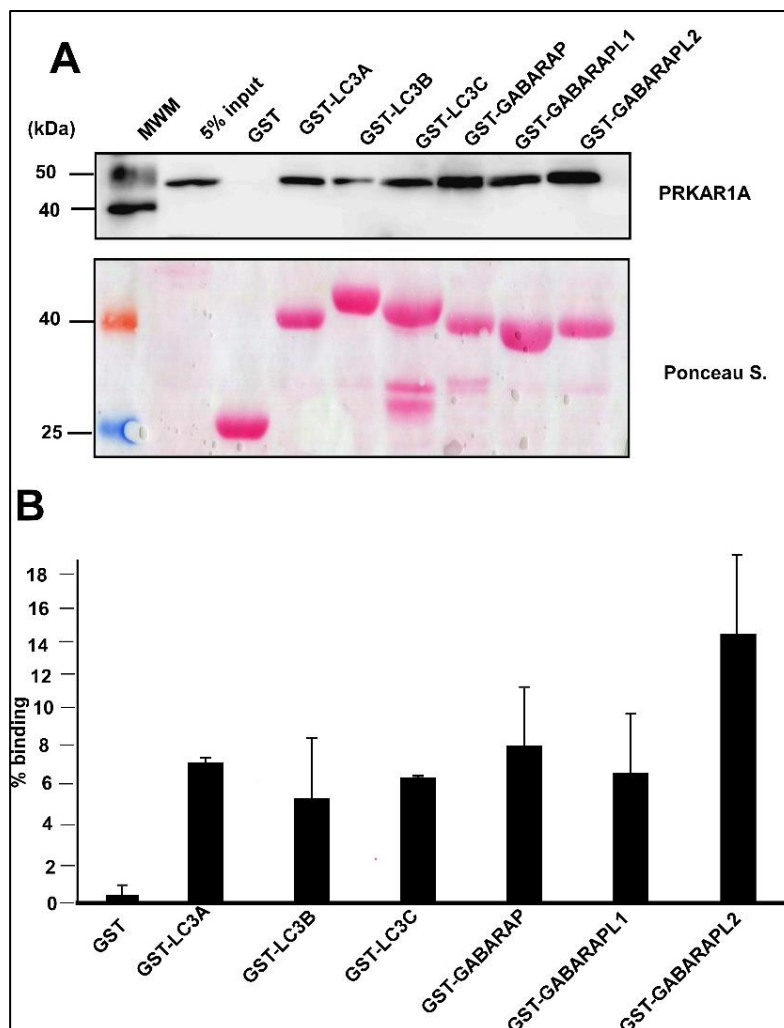 A
(kDa)
MWM
5% input
GST
GST-LC3A
GST-LC3B
GST-LC3C
GST-GABARAP
GST-GABARAPL1
GST-GABARAPL2
50
40
PRKAR1A
40
25
Ponceau S.
B
% binding
18
16
14
12
10
8
6
4
2
0
GST
GST-LC3A
GST-LC3B
GST-LC3C
GST-GABARAP
GST-GABARAPL1
GST-GABARAPL2